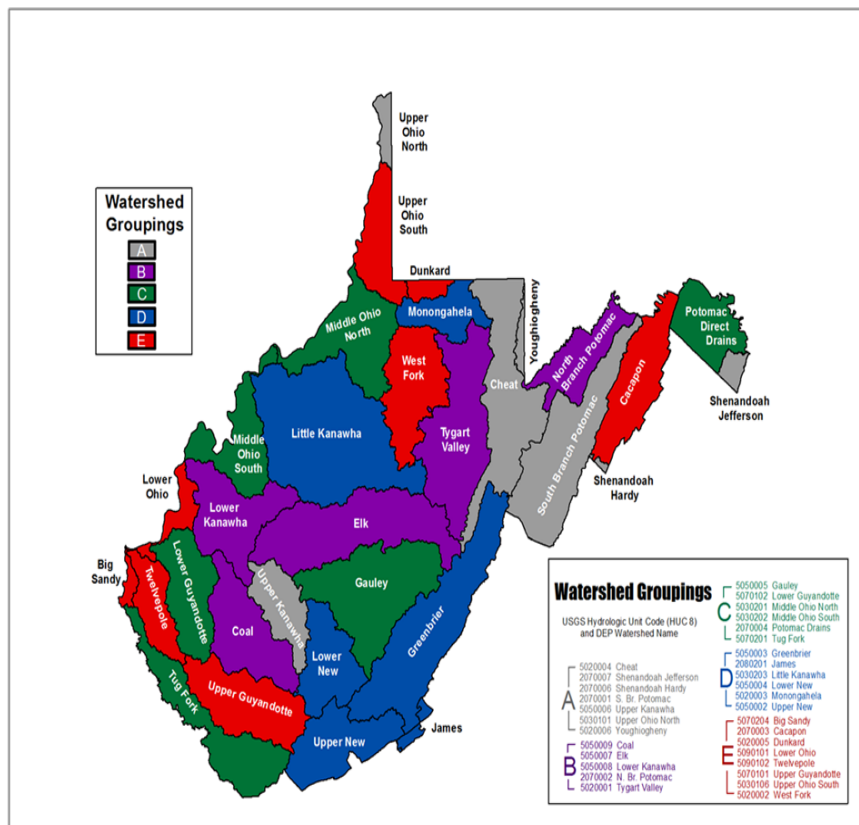 Upper
Ohio
North
Watershed
Groupings
A
B
C
D
E
Upper
Ohio
South
Dunkard
Monongahela
Middle Ohio
North
Youghiogheny
North
Branch Potomac
Potomac
Direct
Drains
West
Fork
Cheat
Cacapon
Shenandoah
Jefferson
Little Kanawha
Tygart
Valley
South Branch Potomac
Middle
Ohio
South
Shenandoah
Hardy
Lower
Ohio
Lower
Kanawha
Elk
Big
Sandy
Twelvepole
Lower Guyandotte
Upper Kanawha
Gauley
Greenbrier
Coal
Lower
New
Tug Fork
Upper Guyandotte
Upper New
James
Watershed Groupings
USGS Hydrologic Unit Code (HUC 8)
and DEP Watershed Name
A
5020004 Cheat
2070007 Shenandoah Jefferson
2070006 Shenandoah Hardy
2070001 S. Br. Potomac
5050006 Upper Kanawha
5030101 Upper Ohio North
5020006 Youghiogheny
B
5050009 Coal
5050007 Elk
5050008 Lower Kanawha
2070002 N. Br. Potomac
5020001 Tygart Valley
C
5050005 Gauley
5070102 Lower Guyandotte
5030201 Middle Ohio North
5030202 Middle Ohio South
2070004 Potomac Drains
5070201 Tug Fork
D
5050003 Greenbrier
2080201 James
5030203 Little Kanawha
5050004 Lower New
5020003 Monongahela
5050002 Upper New
E
5070204 Big Sandy
2070003 Cacapon
5020005 Dunkard
5090101 Lower Ohio
5090102 Twelvepole
5070101 Upper Guyandotte
5030106 Upper Ohio South
5020002 West Fork